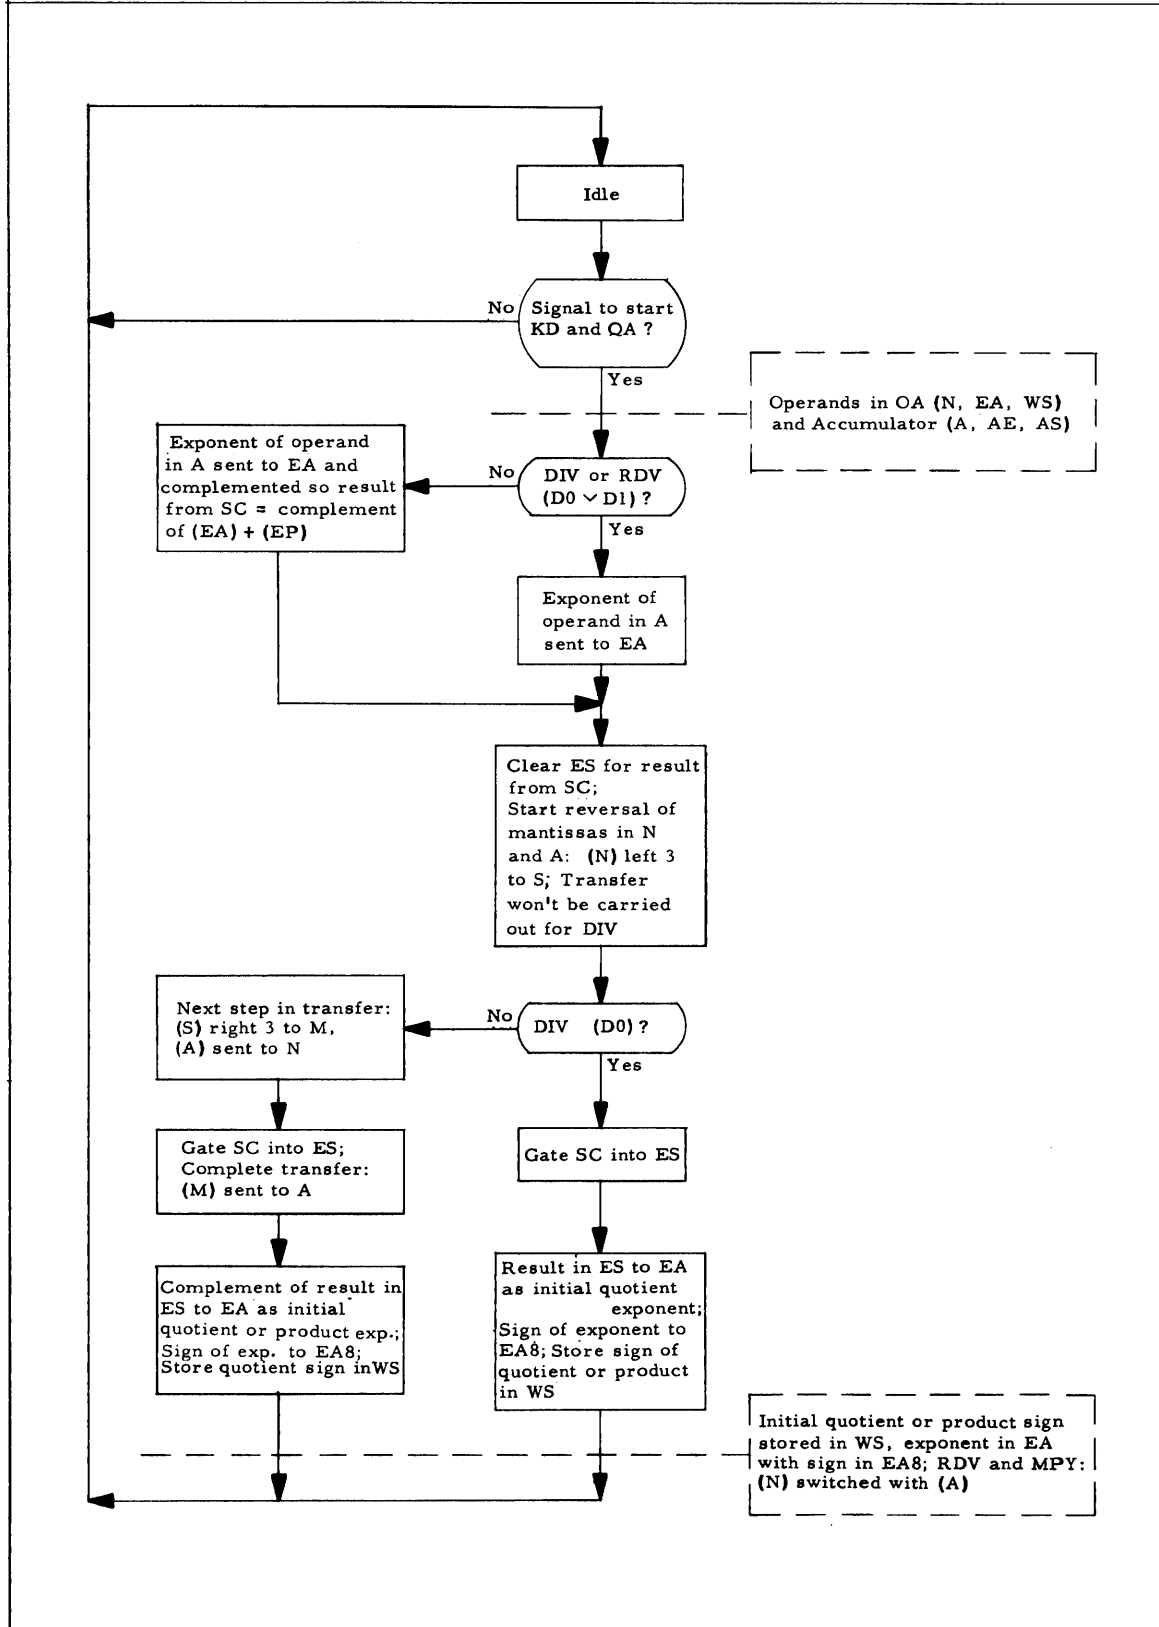 Idle
No
Signal to start
KD and QA ?
Yes
Operands in OA (N, EA, WS)
and Accumulator (A, AE, AS)
Exponent of operand
in A sent to EA and
complemented so result
from SC = complement
of (EA) + (EP)
No
DIV or RDV
(D0 ∨ D1) ?
Yes
Exponent of
operand in A
sent to EA
Clear ES for result
from SC;
Start reversal of
mantissas in N
and A: (N) left 3
to S; Transfer
won't be carried
out for DIV
Next step in transfer:
(S) right 3 to M,
(A) sent to N
No
DIV (D0) ?
Yes
Gate SC into ES;
Complete transfer:
(M) sent to A
Gate SC into ES
Complement of result in
ES to EA as initial
quotient or product exp.;
Sign of exp. to EA8;
Store quotient sign in WS
Result in ES to EA
as initial quotient
exponent;
Sign of exponent to
EA8; Store sign of
quotient or product
in WS
Initial quotient or product sign
stored in WS, exponent in EA
with sign in EA8; RDV and MPY:
(N) switched with (A)